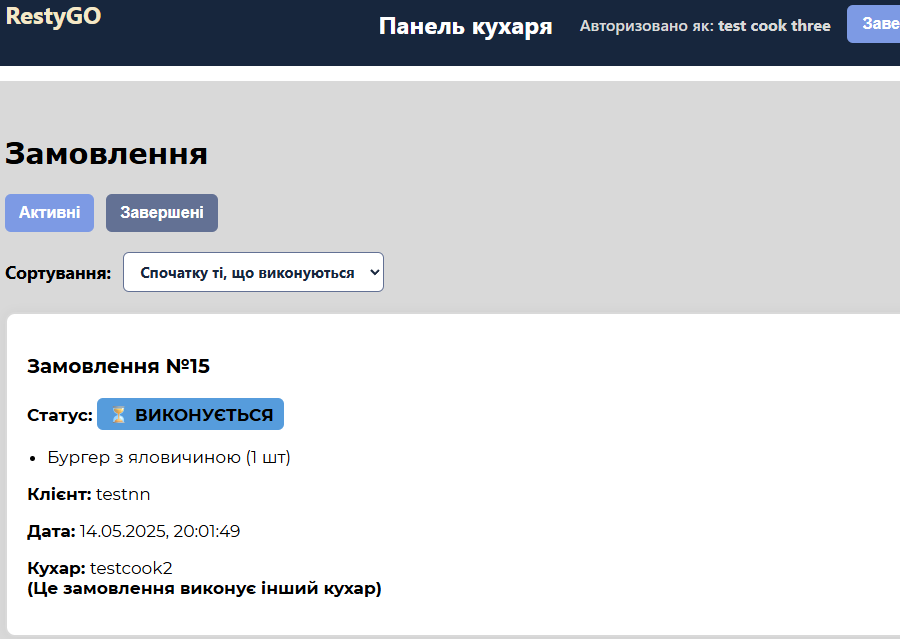 RestyGO
Панель кухаря
Авторизовано як: test cook three
Замовлення
Активні
Завершені
Сортування:
Спочатку ті, що виконуються
Замовлення №15
Статус: ⏳ ВИКОНУЄТЬСЯ
• Бургер з яловичиною (1 шт)
Клієнт: testnn
Дата: 14.05.2025, 20:01:49
Кухар: testcook2
(Це замовлення виконує інший кухар)